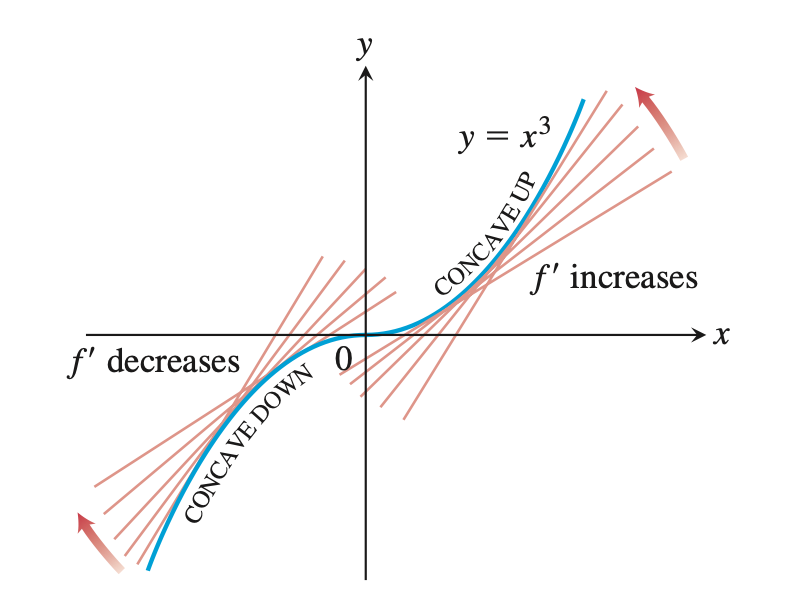 y
y = x³
CONCAVE UP
f′ increases
x
0
f′ decreases
CONCAVE DOWN